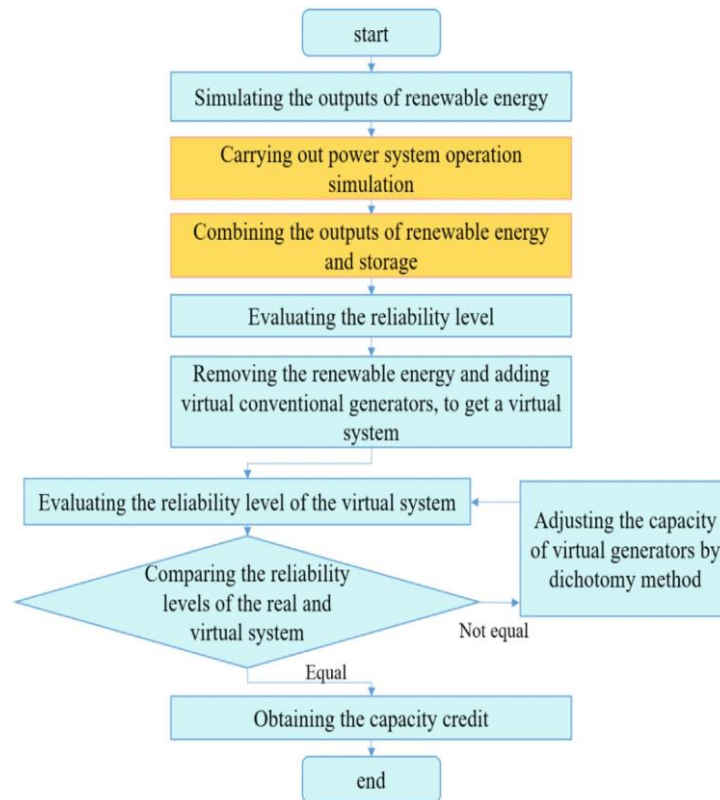 start
Simulating the outputs of renewable energy
Carrying out power system operation
simulation
Combining the outputs of renewable energy
and storage
Evaluating the reliability level
Removing the renewable energy and adding
virtual conventional generators, to get a virtual
system
Evaluating the reliability level of the virtual system
Adjusting the capacity
of virtual generators by
dichotomy method
Comparing the reliability
levels of the real and
virtual system
Not equal
Equal
Obtaining the capacity credit
end